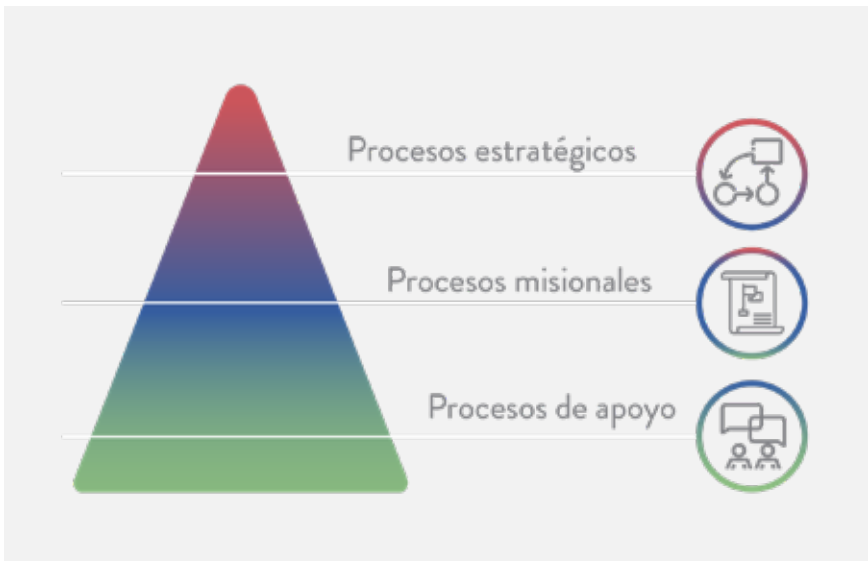 Procesos estratégicos
Procesos misionales
Procesos de apoyo